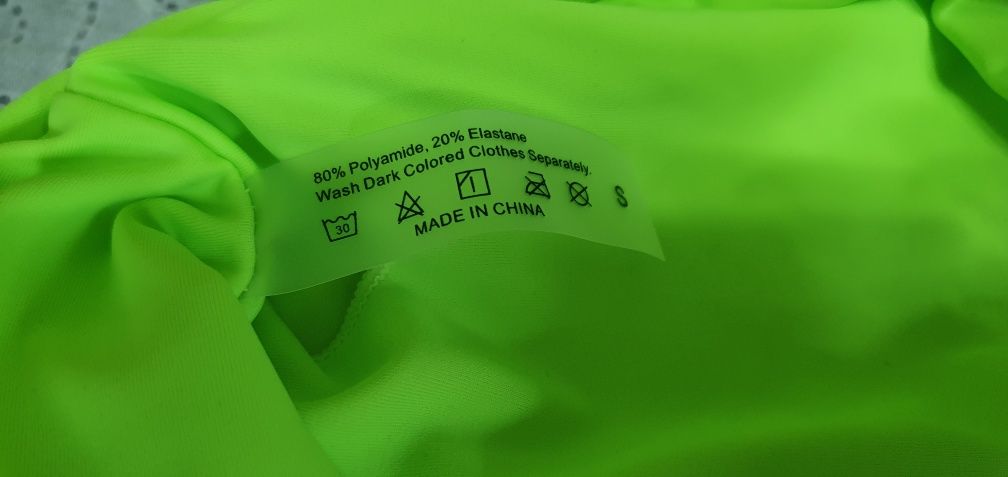 80% Polyamide, 20% Elastane
Wash Dark Colored Clothes Separately.
30 S
MADE IN CHINA